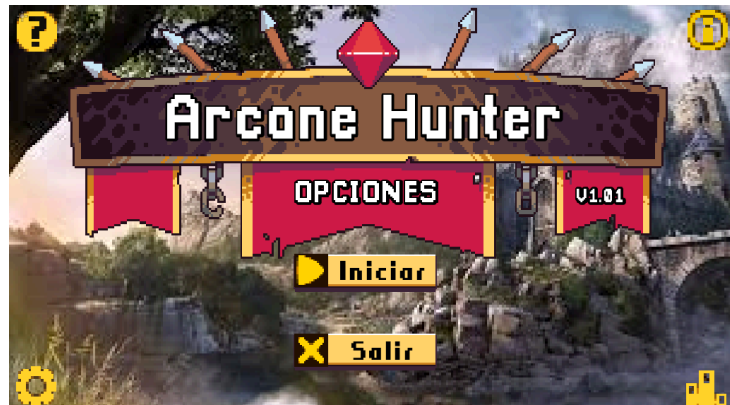 ?
Arcane Hunter
OPCIONES
V1.01
Iniciar
Salir